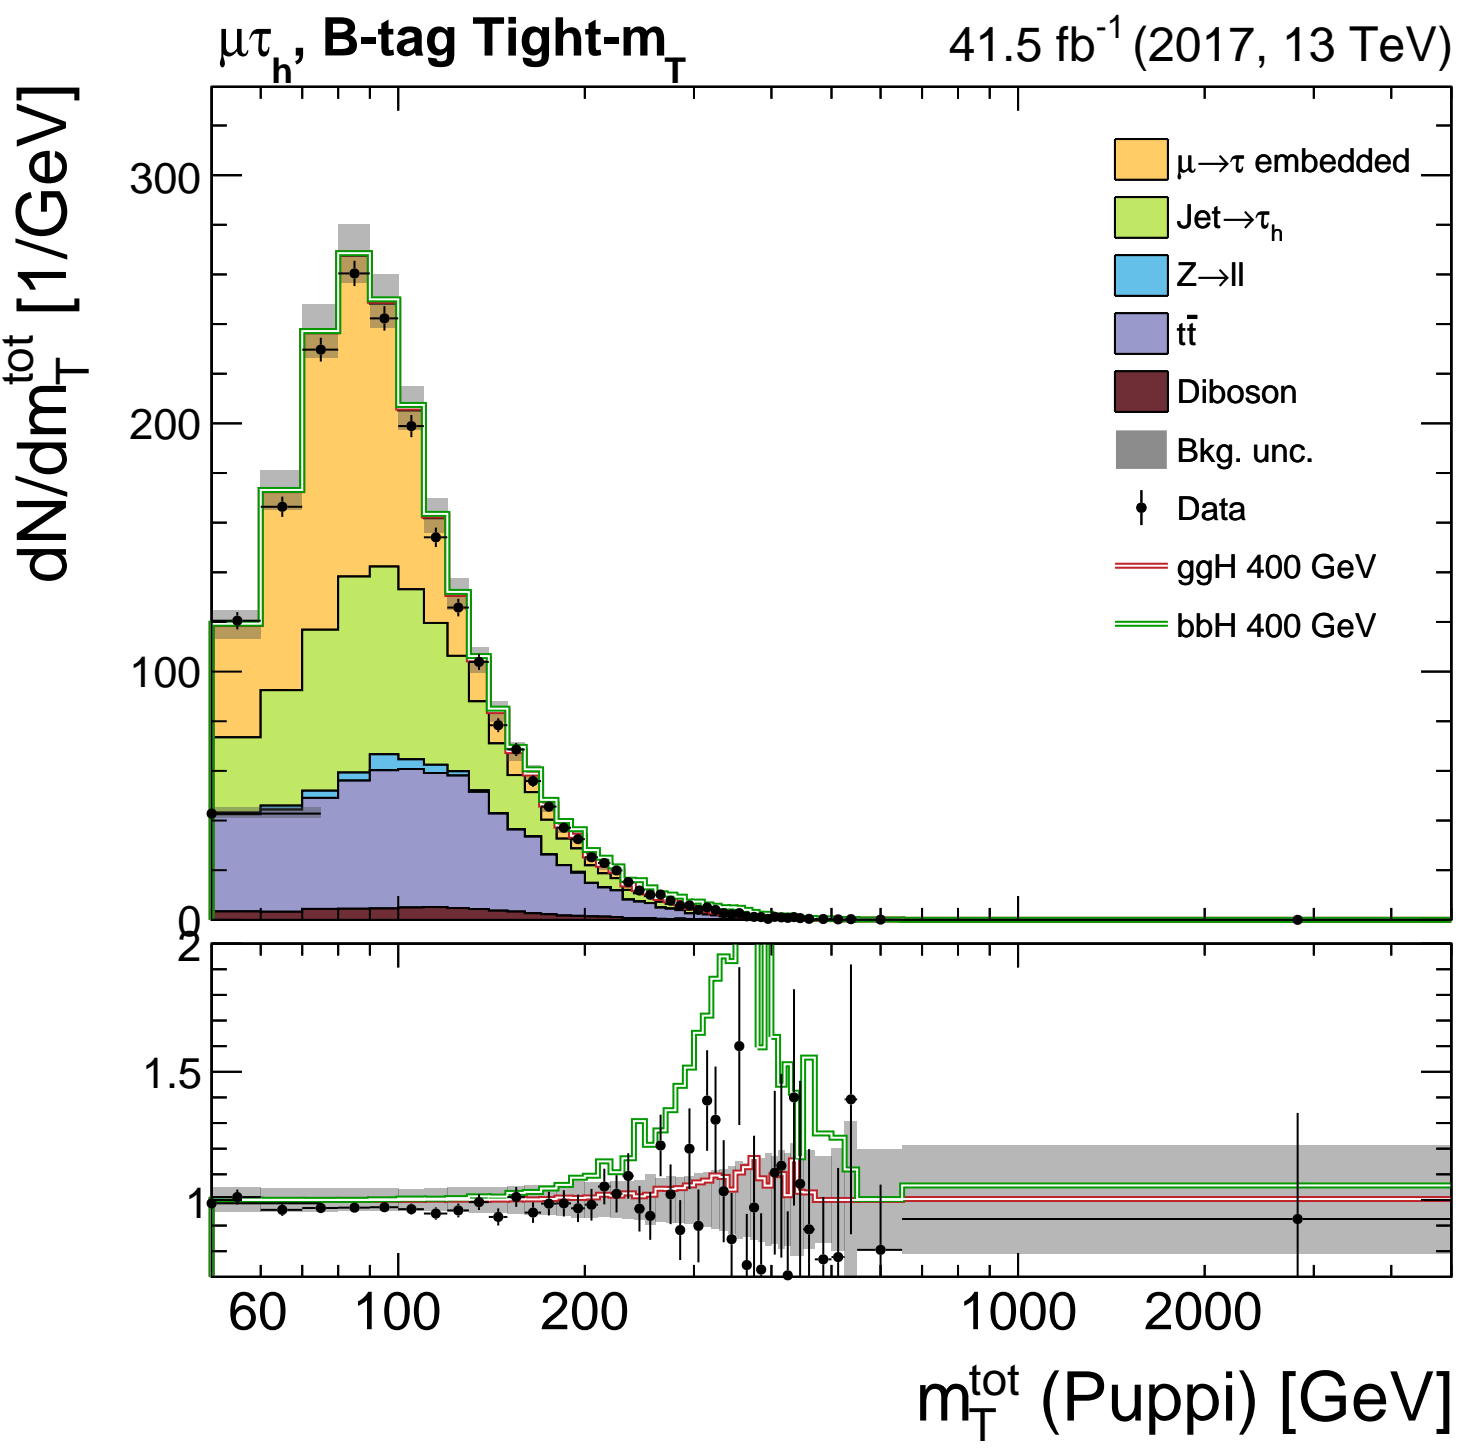 μτh, B-tag Tight-mT
41.5 fb-1 (2017, 13 TeV)
dN/dmTtot [1/GeV]
300
200
100
0
μ→τ embedded
Jet→τh
Z→ll
tt̄
Diboson
Bkg. unc.
Data
ggH 400 GeV
bbH 400 GeV
2
1.5
1
60 100 200 1000 2000
mTtot (Puppi) [GeV]